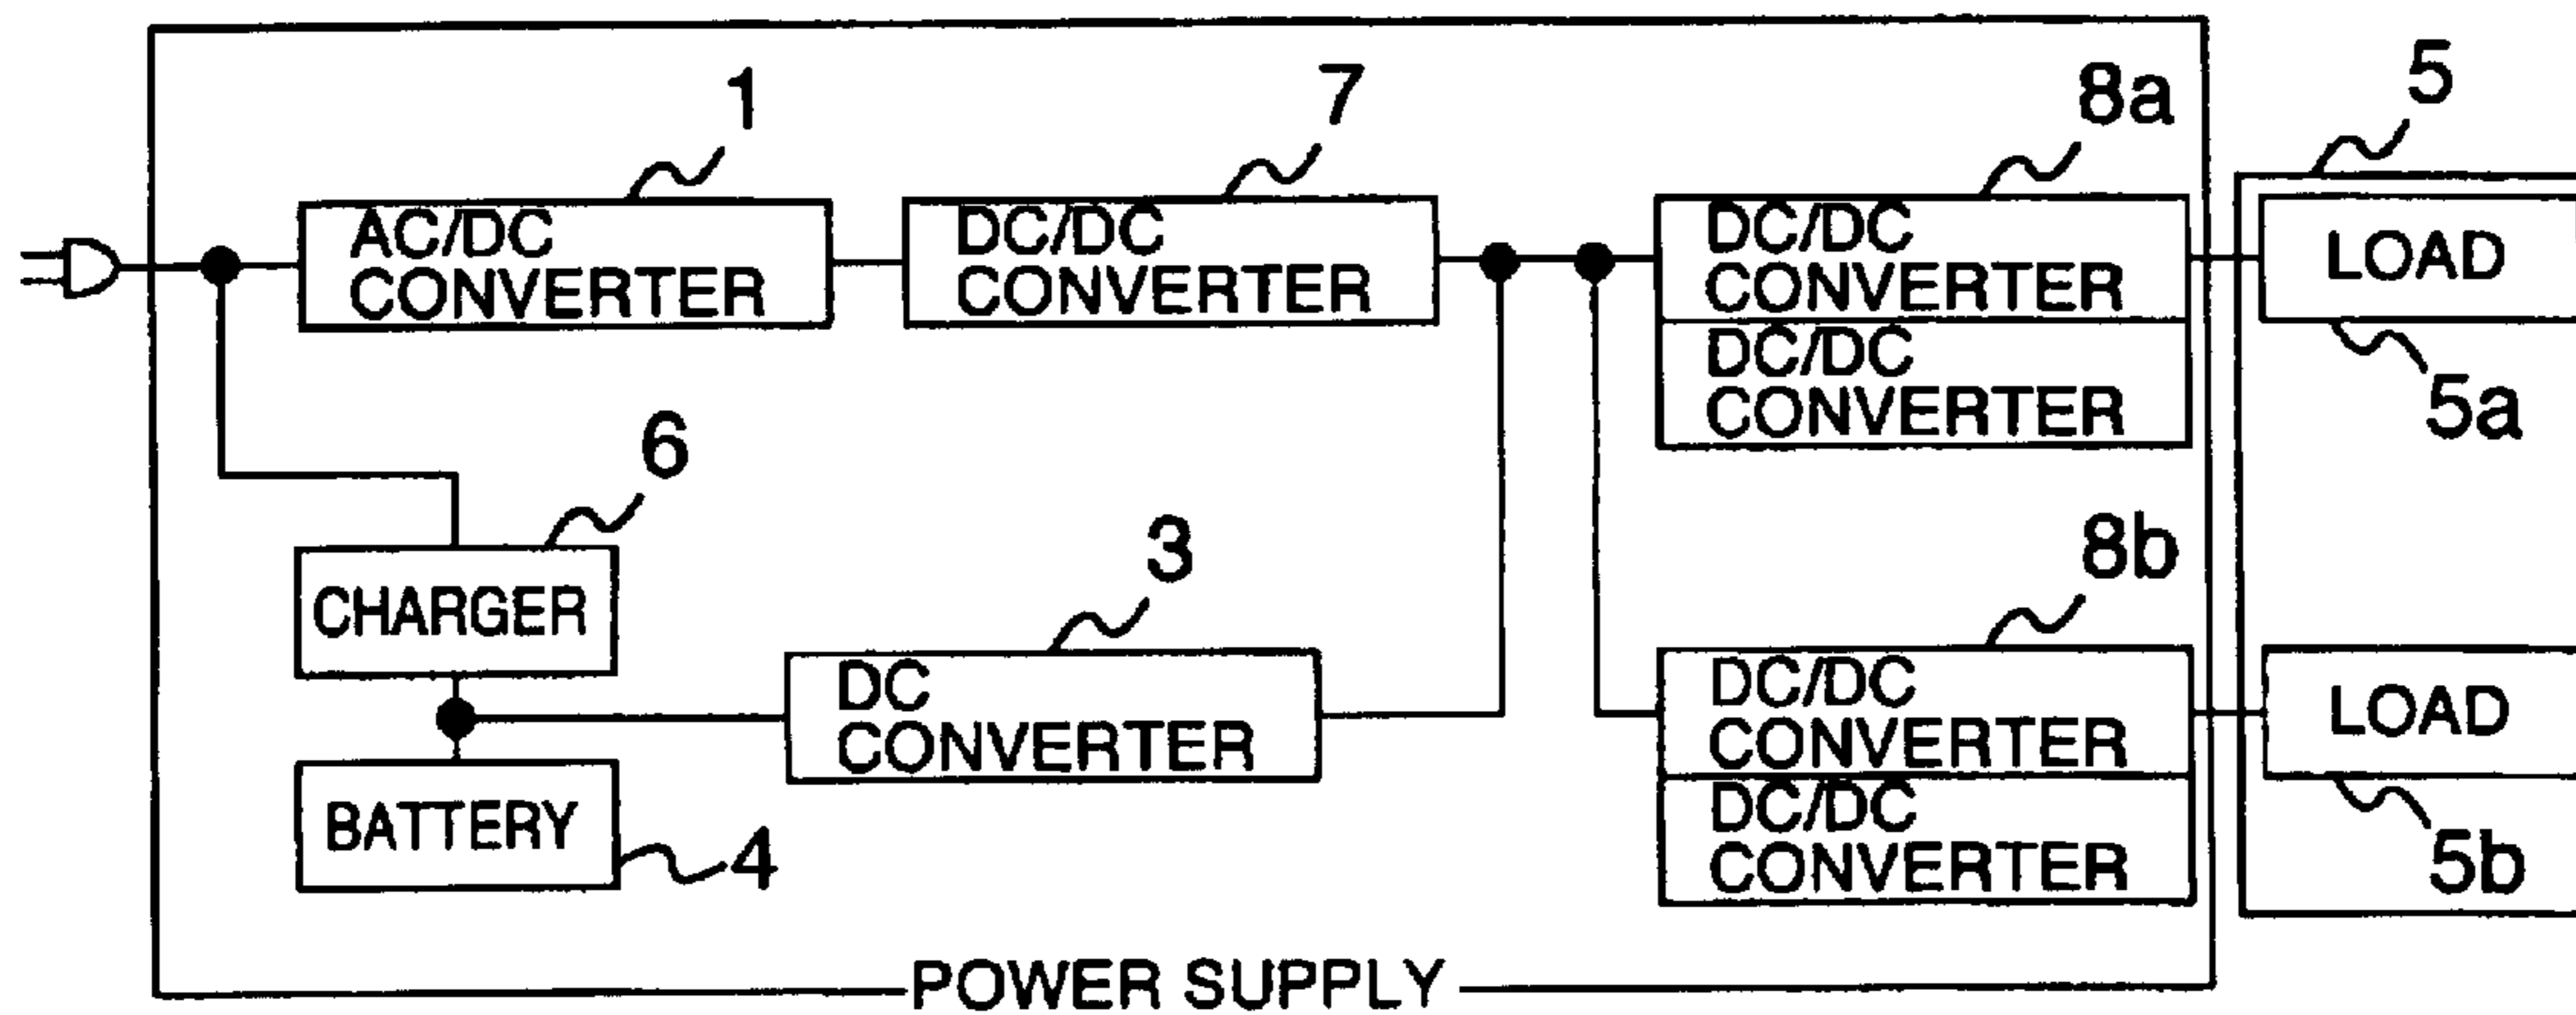 1
7
8a
5
AC/DC
CONVERTER
DC/DC
CONVERTER
DC/DC
CONVERTER
DC/DC
CONVERTER
LOAD
5a
6
CHARGER
3
DC
CONVERTER
BATTERY
4
8b
DC/DC
CONVERTER
DC/DC
CONVERTER
LOAD
5b
POWER SUPPLY